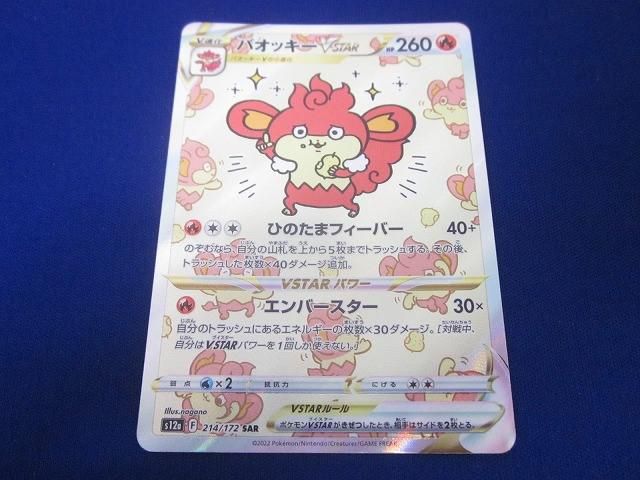 V進化
バオッキーVSTAR HP260
バオッキーVから進化
ひのたまフィーバー 40+
のぞむなら、自分の山札を上から5枚までトラッシュする。その後、
トラッシュした枚数×40ダメージ追加。
VSTARパワー
エンバースター 30×
自分のトラッシュにあるエネルギーの枚数×30ダメージ。[対戦中、
自分はVSTARパワーを1回しか使えない。]
弱点 ×2 抵抗力 にげる
Illus.nagano
VSTARルール
ポケモンVSTARがきぜつしたとき、相手はサイドを2枚とる。
s12a F 214/172 SAR
©2022 Pokémon/Nintendo/Creatures/GAME FREAK